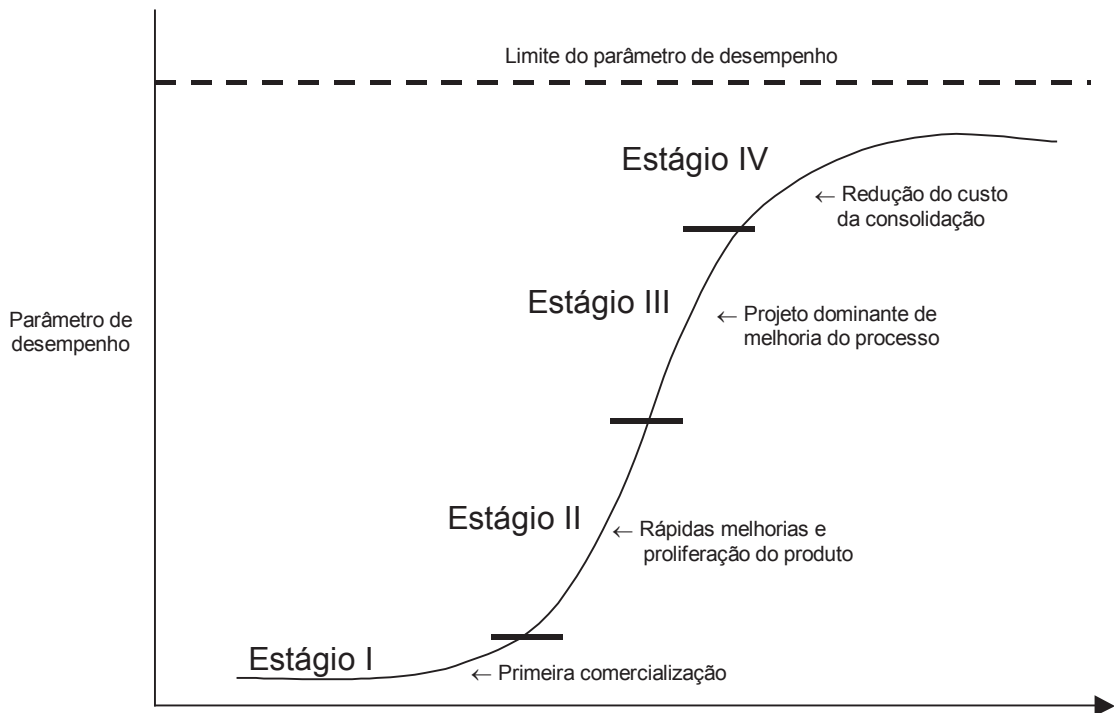 Limite do parâmetro de desempenho
Estágio IV
← Redução do custo
da consolidação
Estágio III
← Projeto dominante de
melhoria do processo
Parâmetro de
desempenho
Estágio II
← Rápidas melhorias e
proliferação do produto
Estágio I
← Primeira comercialização